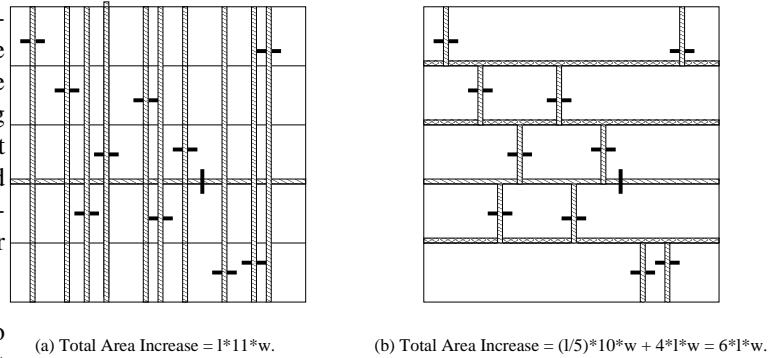 (a) Total Area Increase = l*11*w.
(b) Total Area Increase = (l/5)*10*w + 4*l*w = 6*l*w.